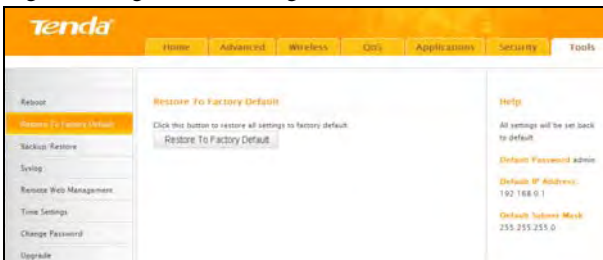 Tenda
Home Advanced Wireless QoS Applications Security Tools
Reboot
Restore To Factory Default
Backup/Restore
Syslog
Remote Web Management
Time Settings
Change Password
Upgrade
Restore To Factory Default
Click this button to restore all settings to factory default
Restore To Factory Default
Help
All settings will be set back
to default
Default Password admin
Default IP Address:
192.168.0.1
Default Subnet Mask:
255.255.255.0